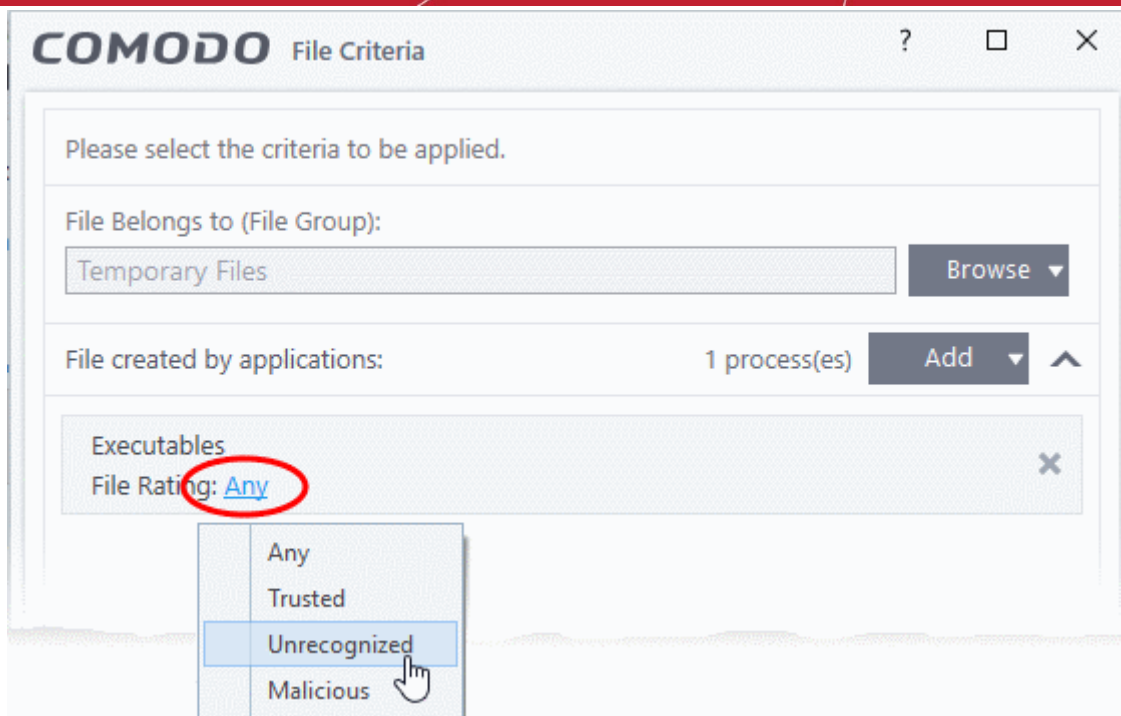 COMODO File Criteria ?
Please select the criteria to be applied.
File Belongs to (File Group):
Temporary Files Browse
File created by applications: 1 process(es) Add
Executables
File Rating: Any
Any
Trusted
Unrecognized
Malicious